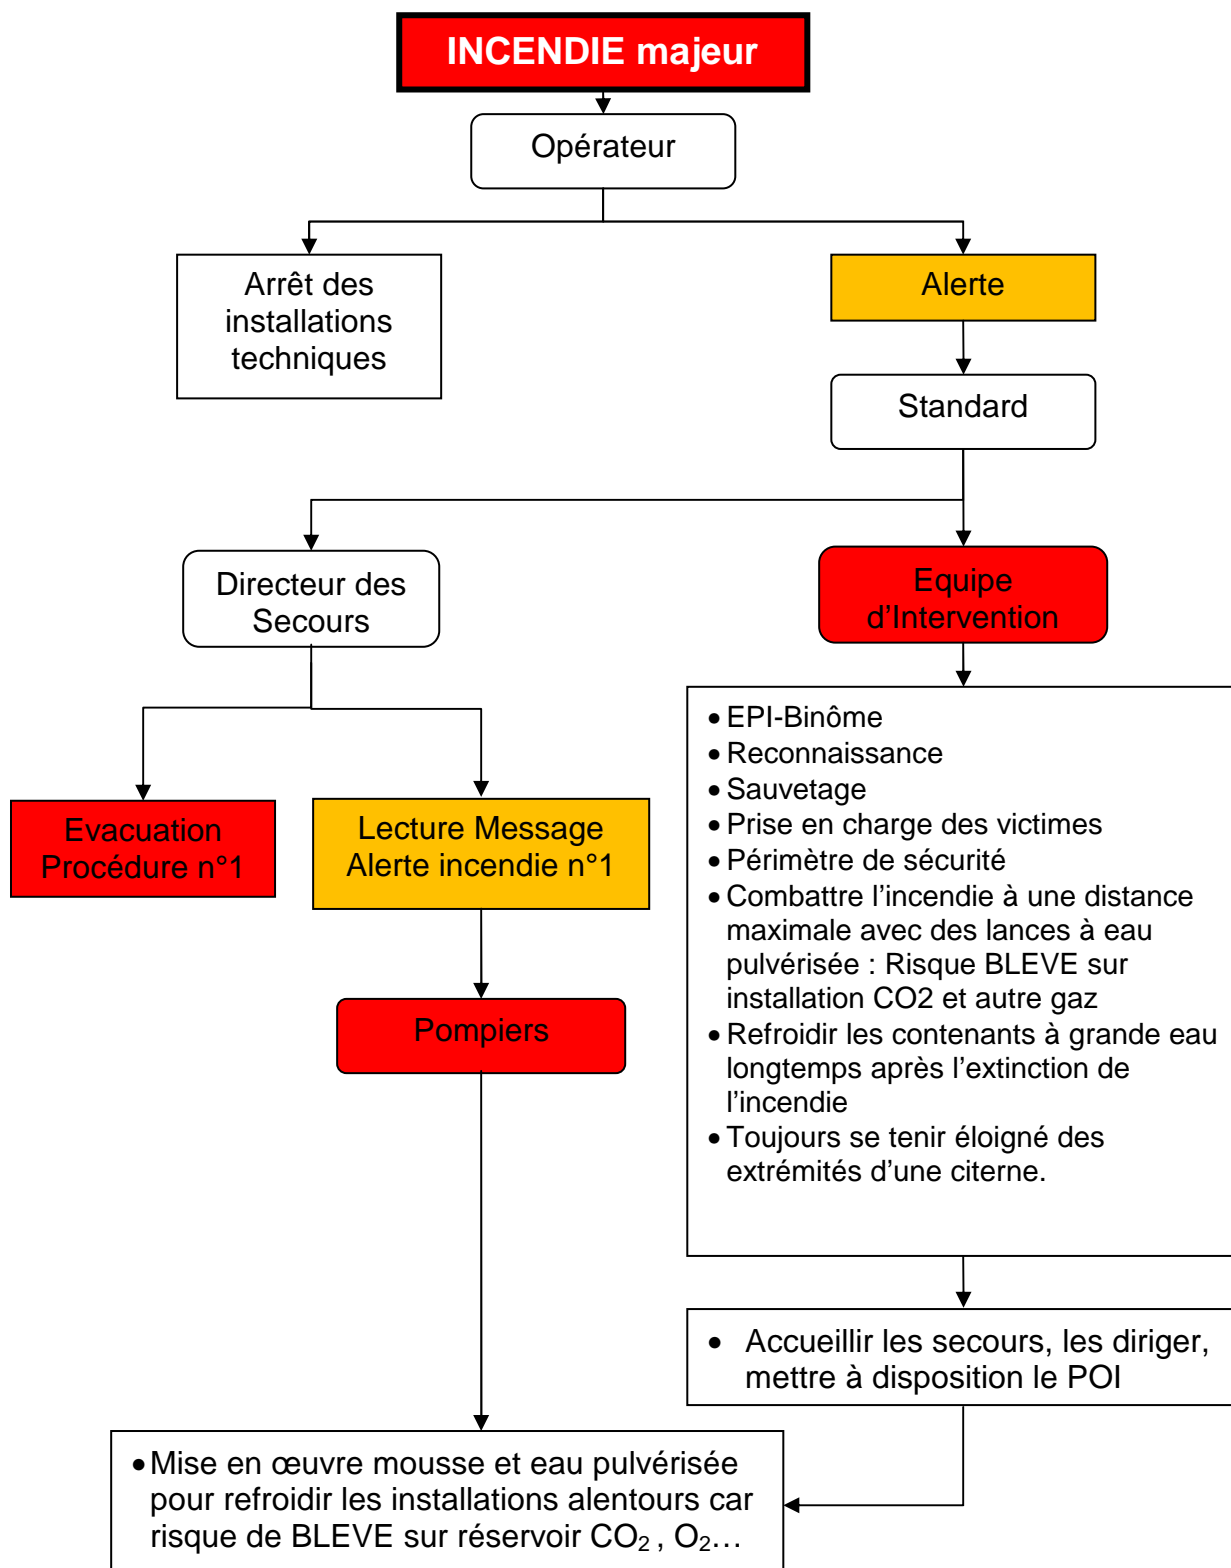 INCENDIE majeur
Opérateur
Arrêt des
installations
techniques
Alerte
Standard
Directeur des
Secours
Equipe
d’Intervention
Evacuation
Procédure n°1
Lecture Message
Alerte incendie n°1
Pompiers
• EPI-Binôme
• Reconnaissance
• Sauvetage
• Prise en charge des victimes
• Périmètre de sécurité
• Combattre l’incendie à une distance
maximale avec des lances à eau
pulvérisée : Risque BLEVE sur
installation CO2 et autre gaz
• Refroidir les contenants à grande eau
longtemps après l’extinction de
l’incendie
• Toujours se tenir éloigné des
extrémités d’une citerne.
• Accueillir les secours, les diriger,
mettre à disposition le POI
• Mise en œuvre mousse et eau pulvérisée
pour refroidir les installations alentours car
risque de BLEVE sur réservoir CO₂ , O₂…